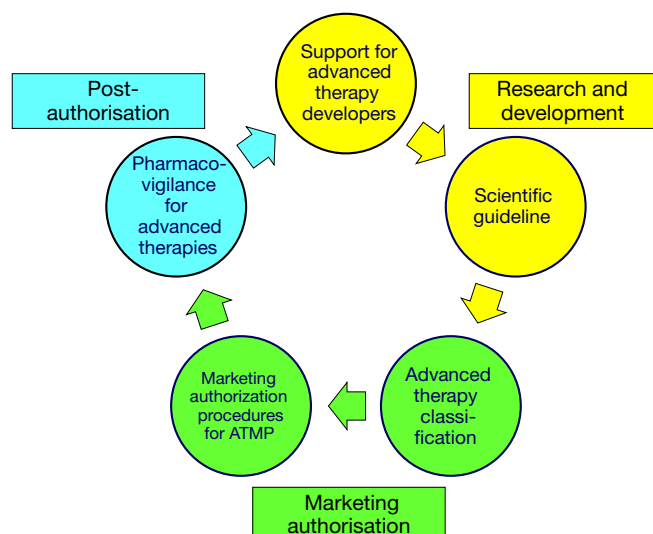 Support for
advanced
therapy
developers
Research and
development
Scientific
guideline
Advanced
therapy
classi-
fication
Marketing
authorisation
Marketing
authorization
procedures
for ATMP
Pharmaco-
vigilance
for
advanced
therapies
Post-
authorisation